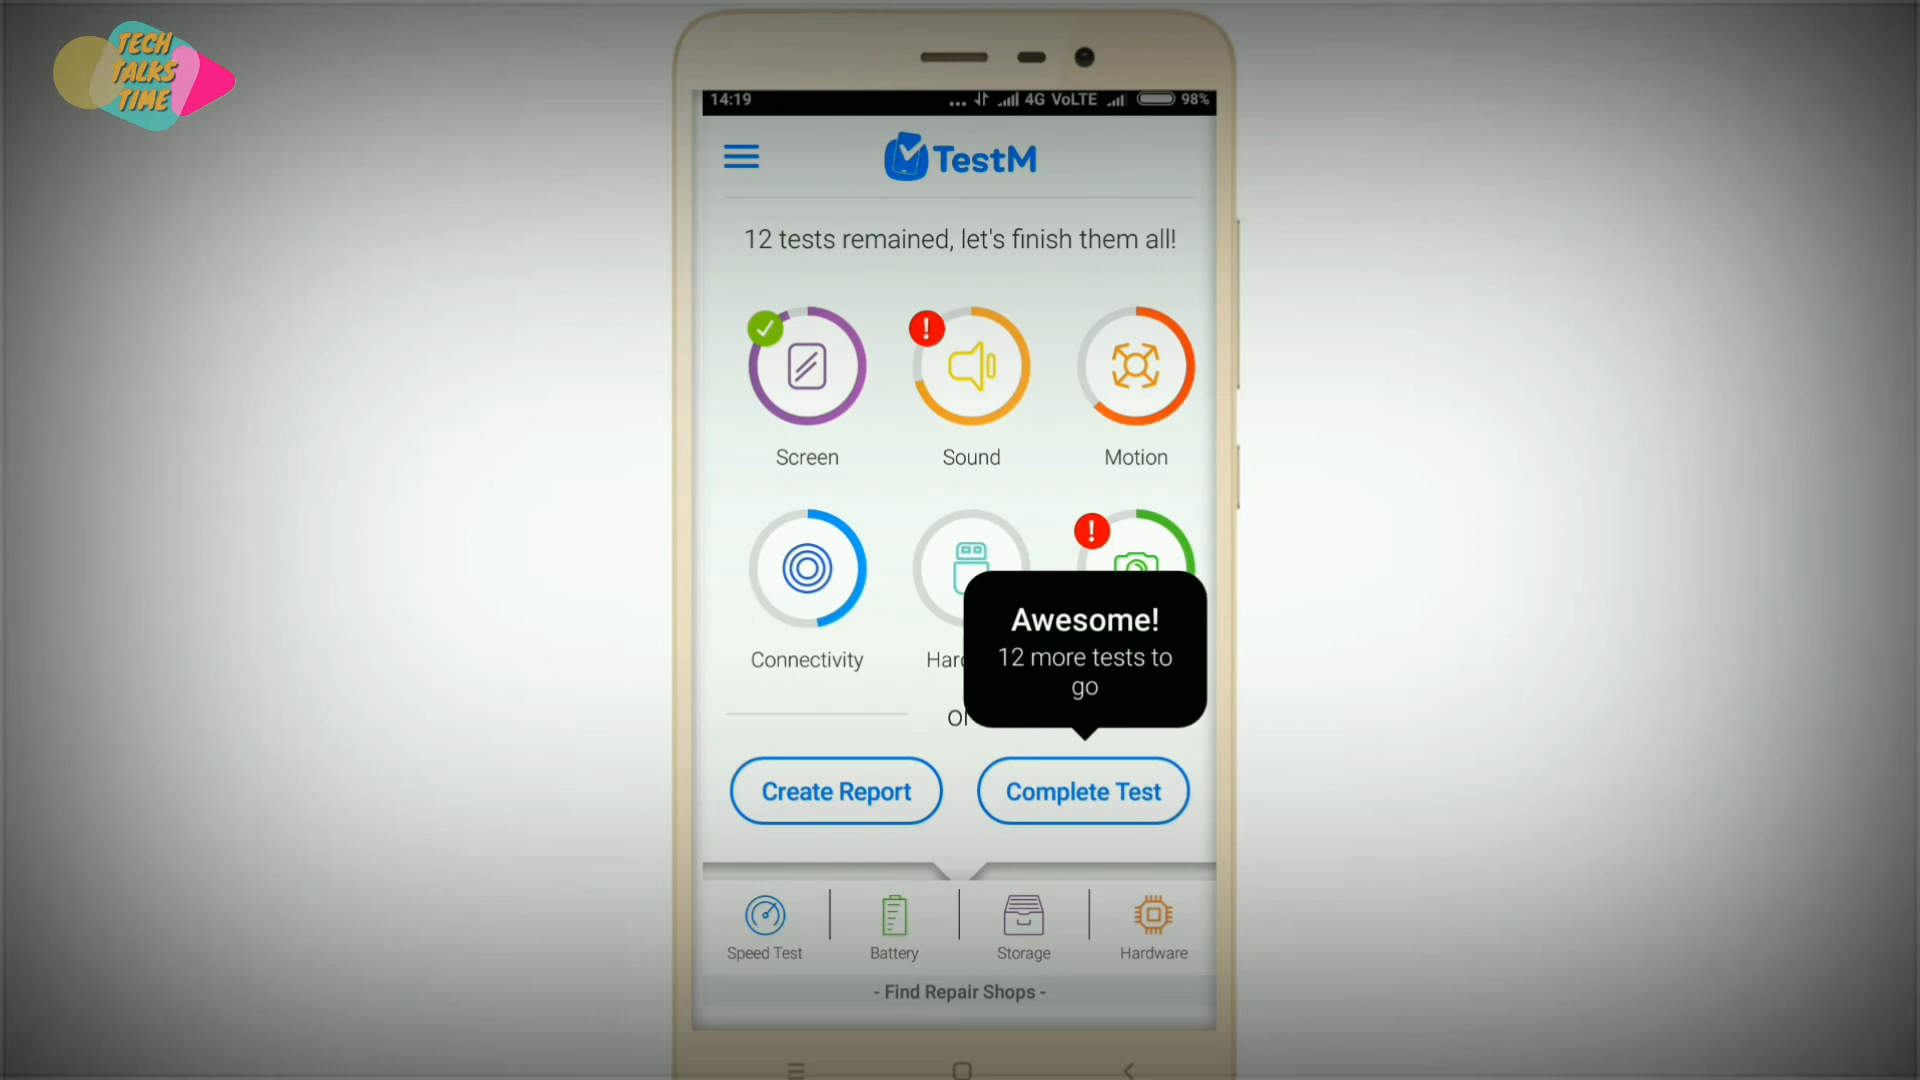 TECH
TALKS
TIME
14:19
4G VoLTE
98%
TestM
12 tests remained, let's finish them all!
Screen
Sound
Motion
Connectivity
Awesome!
12 more tests to
go
Create Report
Complete Test
Speed Test
Battery
Storage
Hardware
- Find Repair Shops -